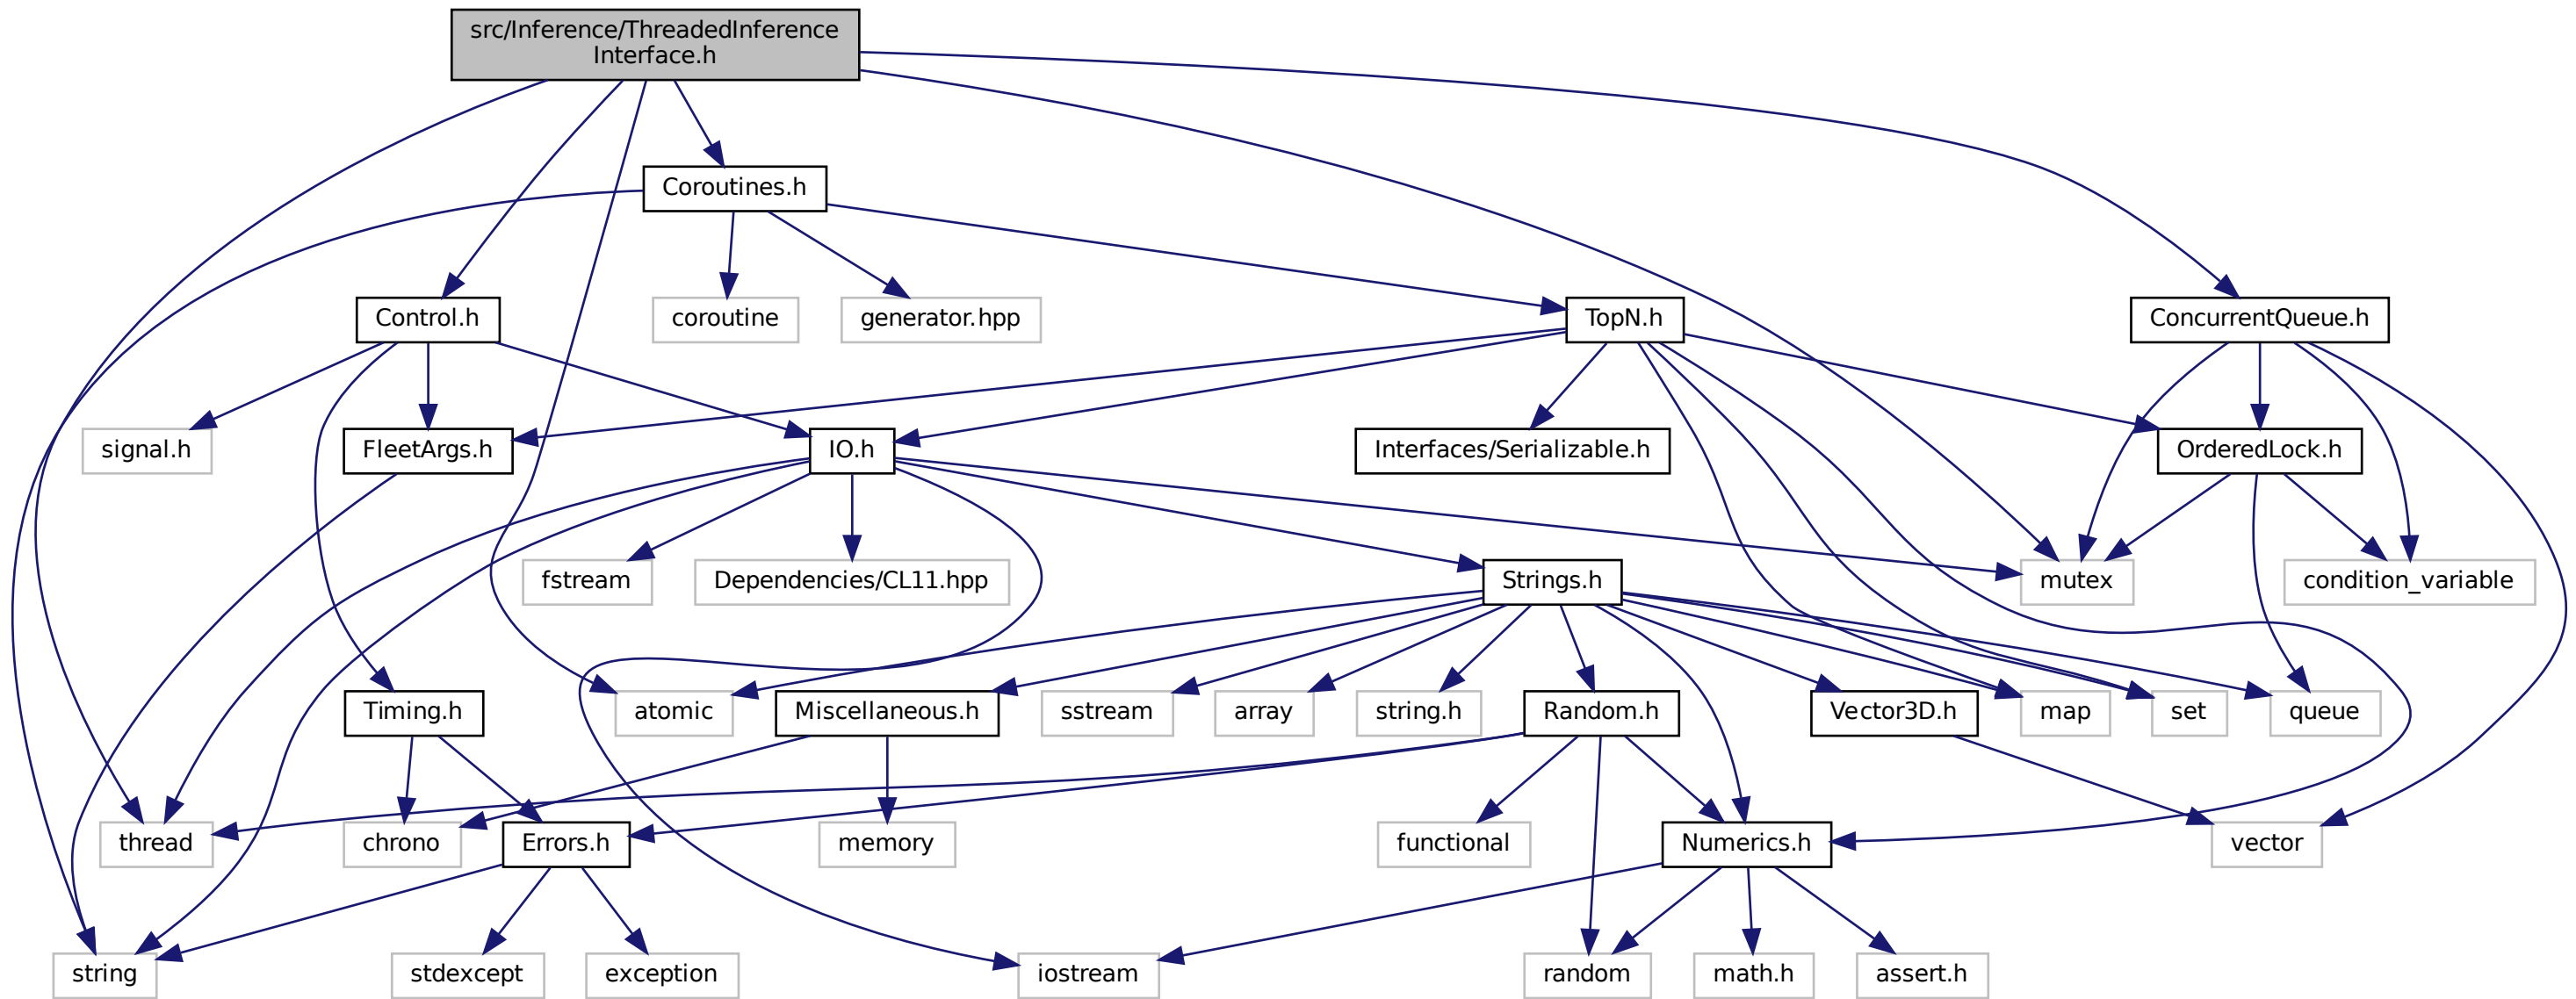 src/Inference/ThreadedInference
Interface.h
Coroutines.h
Control.h
coroutine
generator.hpp
TopN.h
ConcurrentQueue.h
signal.h
FleetArgs.h
IO.h
Interfaces/Serializable.h
OrderedLock.h
fstream
Dependencies/CL11.hpp
Strings.h
mutex
condition_variable
Timing.h
atomic
Miscellaneous.h
sstream
array
string.h
Random.h
Vector3D.h
map
set
queue
thread
chrono
Errors.h
memory
functional
Numerics.h
vector
string
stdexcept
exception
iostream
random
math.h
assert.h